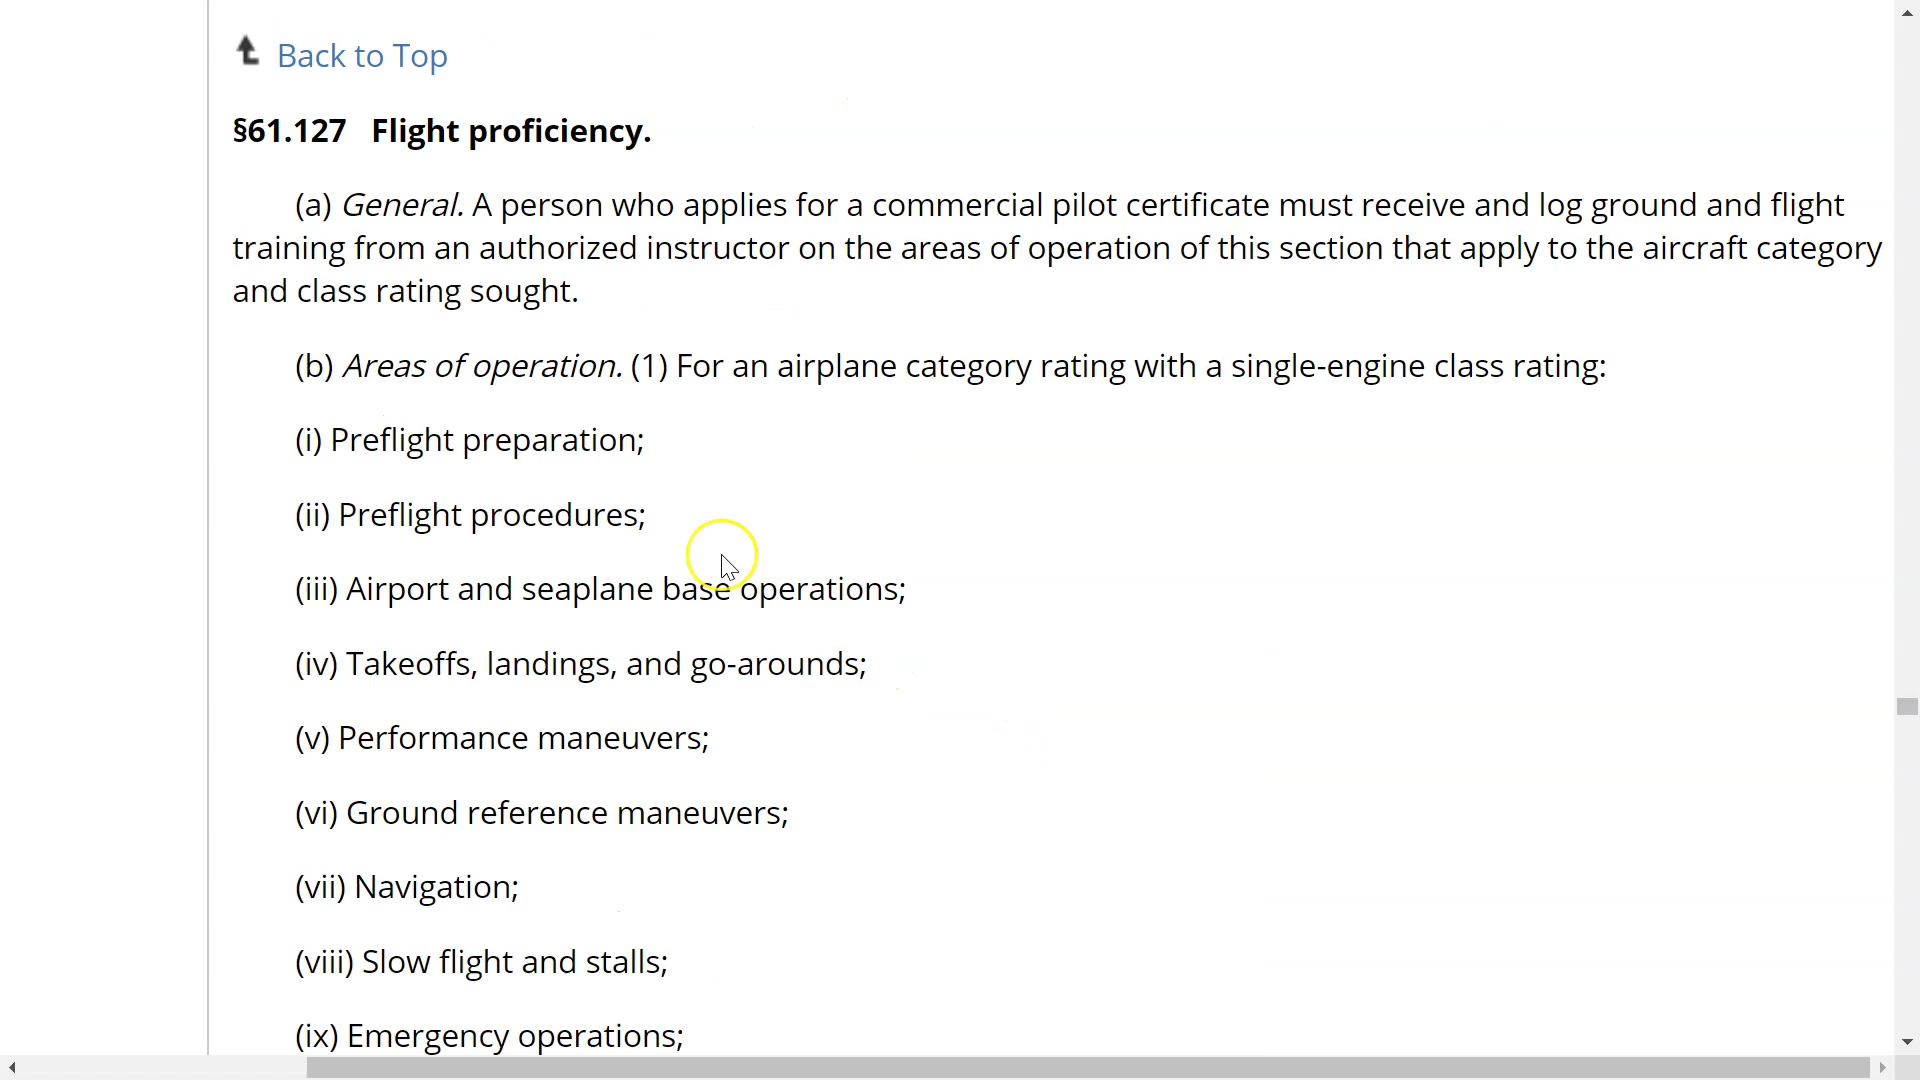 Back to Top
§61.127 Flight proficiency.
(a) General. A person who applies for a commercial pilot certificate must receive and log ground and flight
training from an authorized instructor on the areas of operation of this section that apply to the aircraft category
and class rating sought.
(b) Areas of operation. (1) For an airplane category rating with a single-engine class rating:
(i) Preflight preparation;
(ii) Preflight procedures;
(iii) Airport and seaplane base operations;
(iv) Takeoffs, landings, and go-arounds;
(v) Performance maneuvers;
(vi) Ground reference maneuvers;
(vii) Navigation;
(viii) Slow flight and stalls;
(ix) Emergency operations;